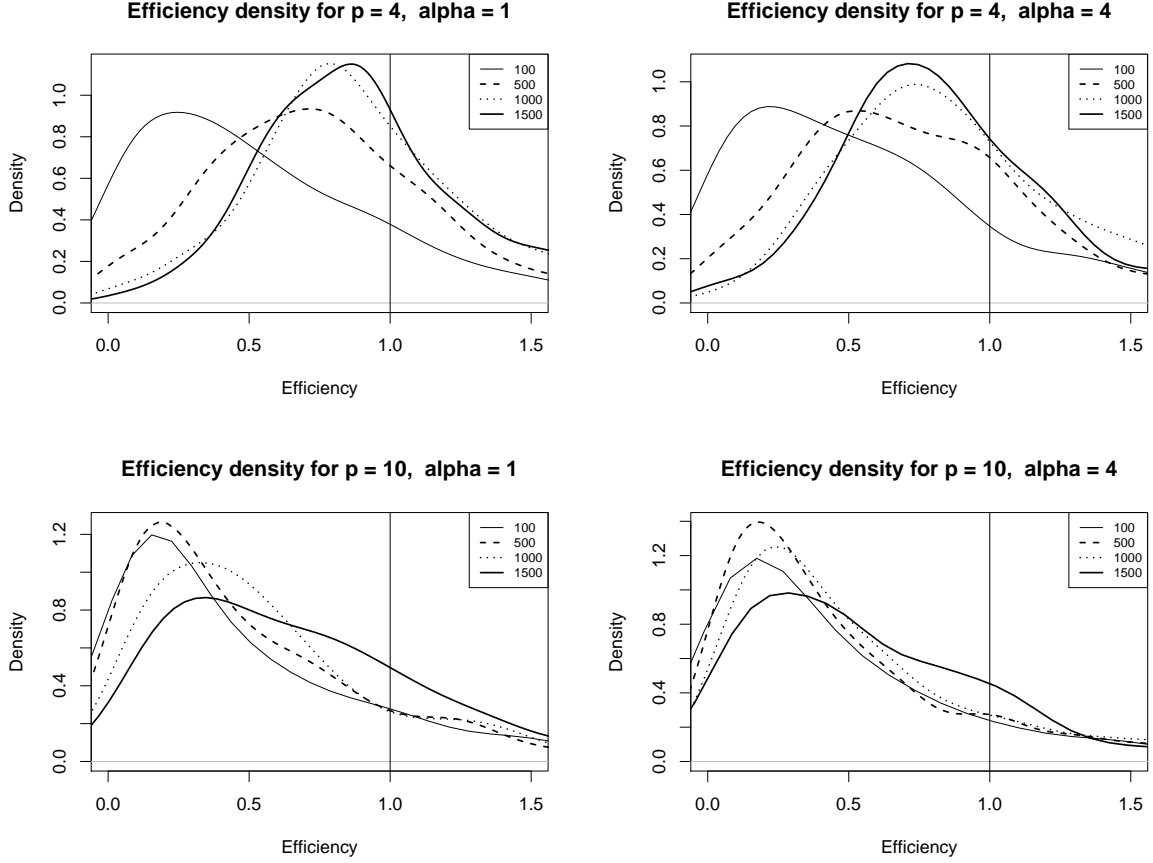 Efficiency density for p = 4, alpha = 1
Density
0.0 0.2 0.4 0.6 0.8 1.0
100
500
1000
1500
0.0 0.5 1.0 1.5
Efficiency
Efficiency density for p = 4, alpha = 4
Density
0.0 0.2 0.4 0.6 0.8 1.0
100
500
1000
1500
0.0 0.5 1.0 1.5
Efficiency
Efficiency density for p = 10, alpha = 1
Density
0.0 0.4 0.8 1.2
100
500
1000
1500
0.0 0.5 1.0 1.5
Efficiency
Efficiency density for p = 10, alpha = 4
Density
0.0 0.4 0.8 1.2
100
500
1000
1500
0.0 0.5 1.0 1.5
Efficiency